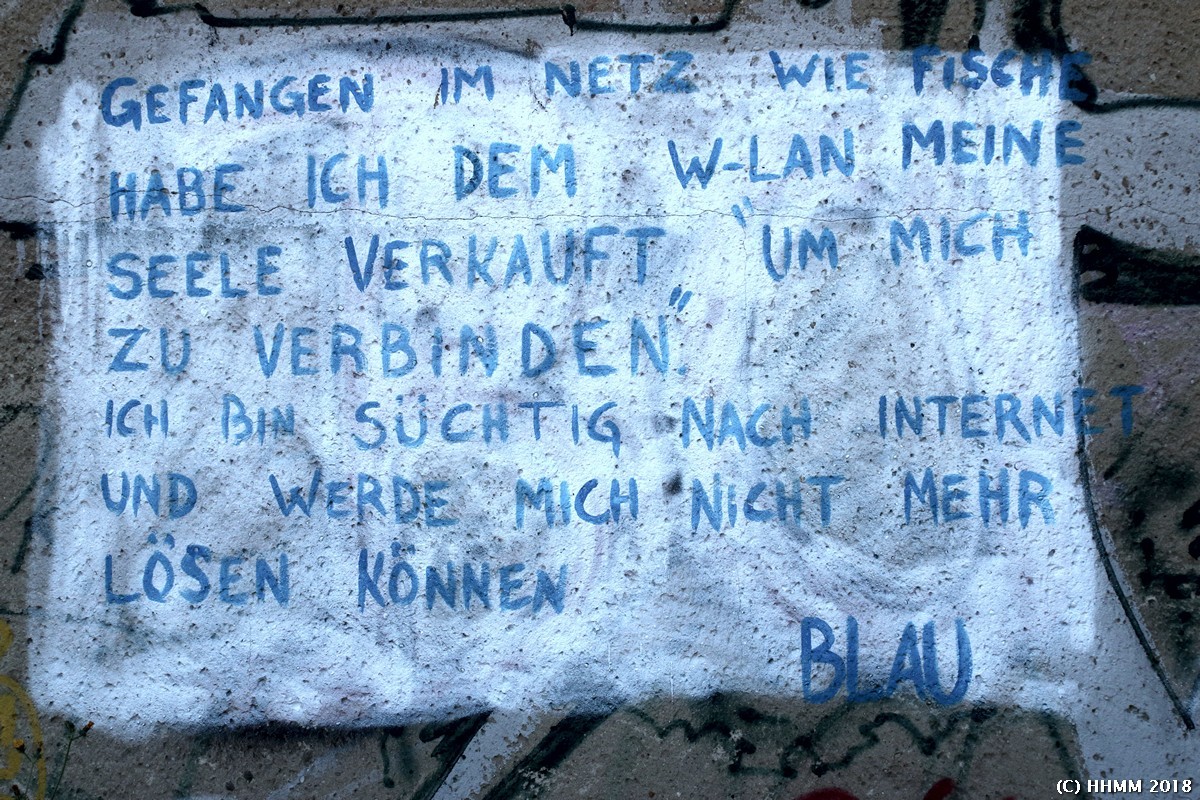 GEFANGEN IM NETZ WIE FISCHE
HABE ICH DEM W-LAN MEINE
SEELE VERKAUFT "UM MICH
ZU VERBINDEN."
ICH BIN SÜCHTIG NACH INTERNET
UND WERDE MICH NICHT MEHR
LÖSEN KÖNNEN
BLAU
(C) HHMM 2018